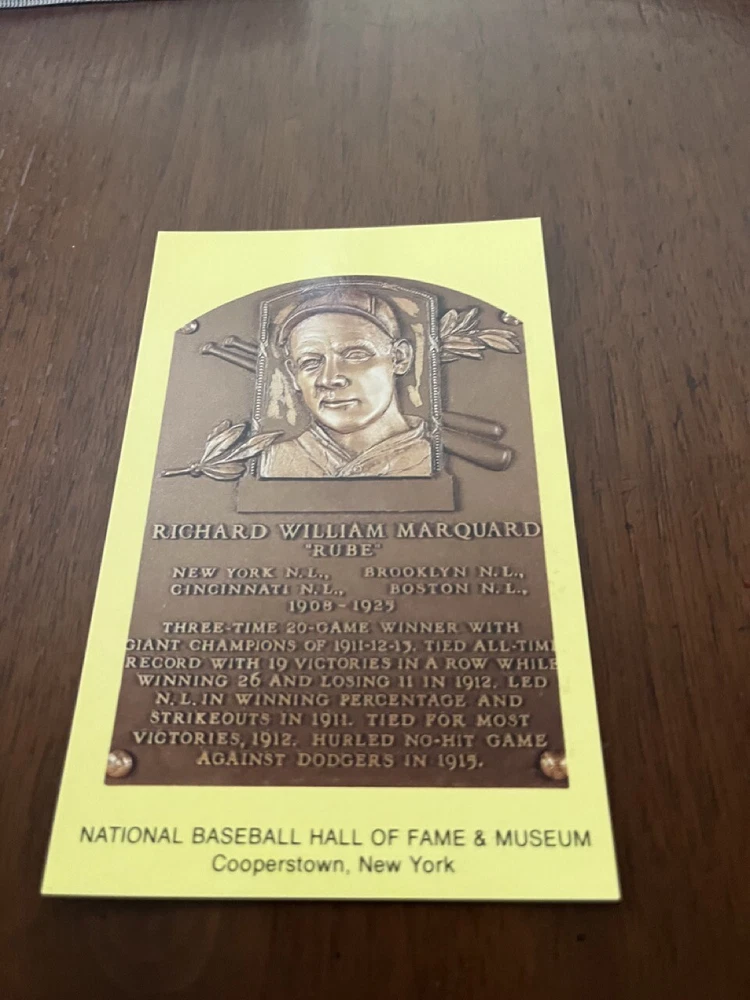 RICHARD WILLIAM MARQUARD
"RUBE"
NEW YORK N.L., BROOKLYN N.L.,
CINCINNATI N.L., BOSTON N.L.,
1908-1925
THREE-TIME 20-GAME WINNER WITH
GIANT CHAMPIONS OF 1911-12-13. TIED ALL-TIME
RECORD WITH 19 VICTORIES IN A ROW WHILE
WINNING 26 AND LOSING 11 IN 1912. LED
N.L. IN WINNING PERCENTAGE AND
STRIKEOUTS IN 1911. TIED FOR MOST
VICTORIES, 1912. HURLED NO-HIT GAME
AGAINST DODGERS IN 1915.
NATIONAL BASEBALL HALL OF FAME & MUSEUM
Cooperstown, New York